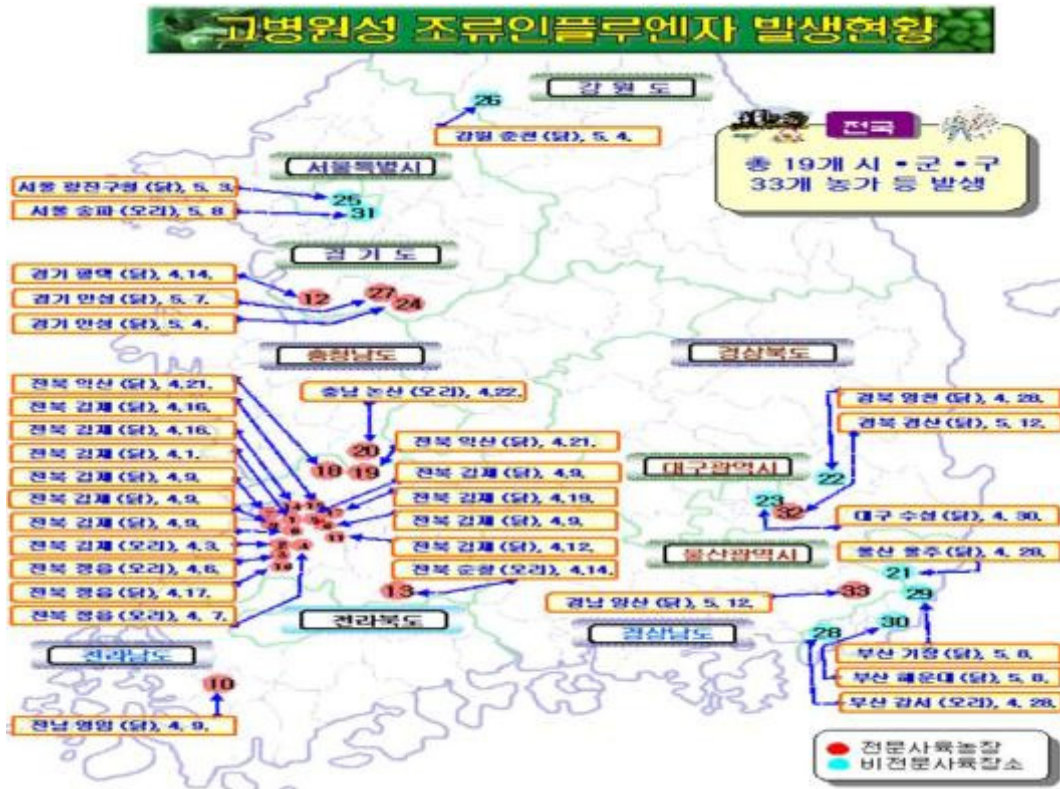 고병원성 조류인플루엔자 발생현황
강 원 도
26
강원 춘천 (닭), 5. 4.
전국
총 19개 시 • 군 • 구
33개 농가 등 발생
서울특별시
서울 광진구청 (닭), 5. 3.
25
서울 송파 (오리), 5. 8
31
경 기 도
경기 평택 (닭), 4.14.
12
경기 안성 (닭), 5. 7.
27
24
경기 안성 (닭), 5. 4.
충청남도
경상북도
전북 익산 (닭), 4.21.
충남 논산 (오리), 4.22.
경북 영천 (닭), 4. 28.
전북 김제 (닭), 4.16.
경북 경산 (닭), 5. 12.
전북 김제 (닭), 4.16.
전북 익산 (닭), 4.21.
전북 김제 (닭), 4.1.
20
18
19
대구광역시
22
전북 김제 (닭), 4.9.
전북 김제 (닭), 4.9.
전북 김제 (닭), 4.9.
전북 김제 (닭), 4.19.
23
32
전북 김제 (닭), 4.9.
전북 김제 (닭), 4.9.
대구 수성 (닭), 4. 30.
전북 김제 (오리), 4.3.
전북 김제 (닭), 4.12.
울산광역시
울산 울주 (닭), 4. 28.
전북 정읍 (오리), 4.6.
전북 순창 (오리), 4.14.
21
전북 정읍 (닭), 4.17.
13
경남 양산 (닭), 5. 12.
33
29
전북 정읍 (오리), 4. 7.
전라북도
경상남도
28
30
전라남도
부산 기장 (닭), 5. 8.
10
부산 해운대 (닭), 5. 8.
전남 영암 (닭), 4. 9.
부산 강서 (오리), 4. 28.
전문사육농장
비전문사육장소